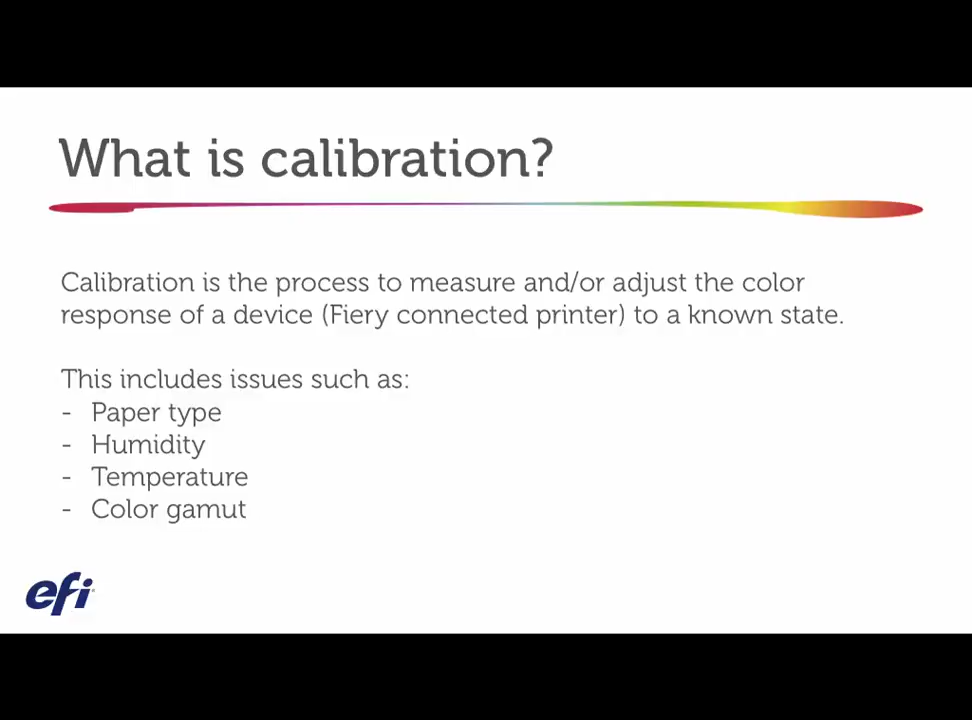 What is calibration?
Calibration is the process to measure and/or adjust the color
response of a device (Fiery connected printer) to a known state.
This includes issues such as:
- Paper type
- Humidity
- Temperature
- Color gamut
efi